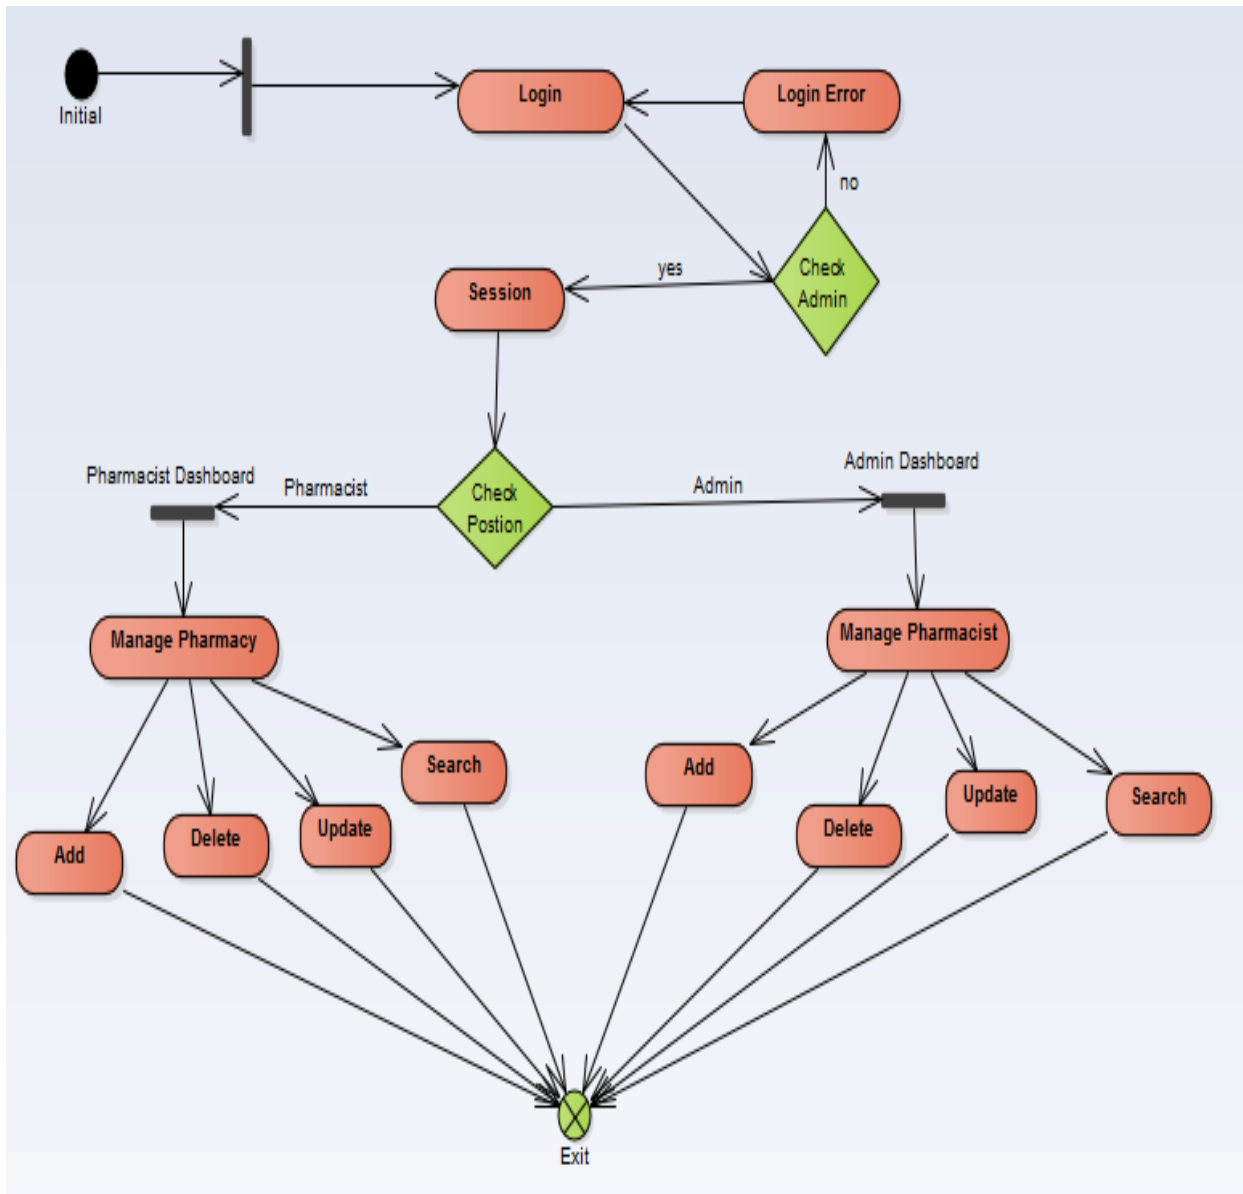 Initial
Login
Login Error
no
Check
Admin
yes
Session
Pharmacist Dashboard
Pharmacist
Check
Postion
Admin
Admin Dashboard
Manage Pharmacy
Manage Pharmacist
Add
Delete
Update
Search
Add
Delete
Update
Search
Exit